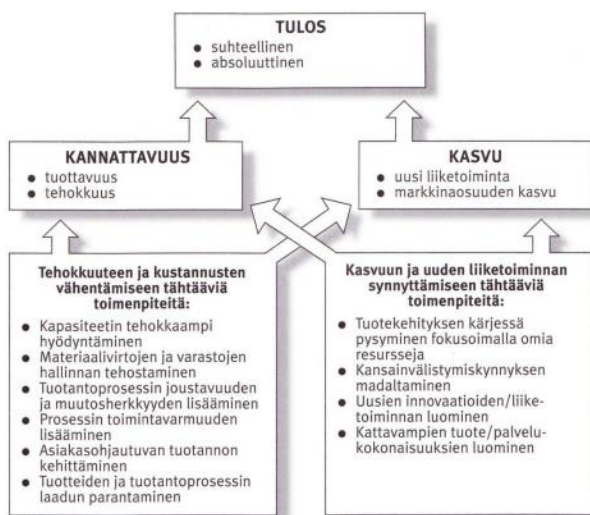 TULOS
● suhteellinen
● absoluuttinen
KANNATTAVUUS
● tuottavuus
● tehokkuus
KASVU
● uusi liiketoiminta
● markkinaosuuden kasvu
Tehokkuuteen ja kustannusten
vähentämiseen tähtääviä
toimenpiteitä:
● Kapasiteetin tehokkaampi
hyödyntäminen
● Materiaalivirtojen ja varastojen
hallinnan tehostaminen
● Tuotantoprosessin joustavuuden
ja muutosherkkyyden lisääminen
● Prosessin toimintavarmuuden
lisääminen
● Asiakasohjautuvan tuotannon
kehittäminen
● Tuotteiden ja tuotantoprosessin
laadun parantaminen
Kasvuun ja uuden liiketoiminnan
synnyttämiseen tähtääviä
toimenpiteitä:
● Tuotekehityksen kärjessä
pysyminen fokusoimalla omia
resursseja
● Kansainvälistymiskynnyksen
madaltaminen
● Uusien innovaatioiden/liike-
toiminnan luominen
● Kattavampien tuote/palvelu-
kokonaisuuksien luominen